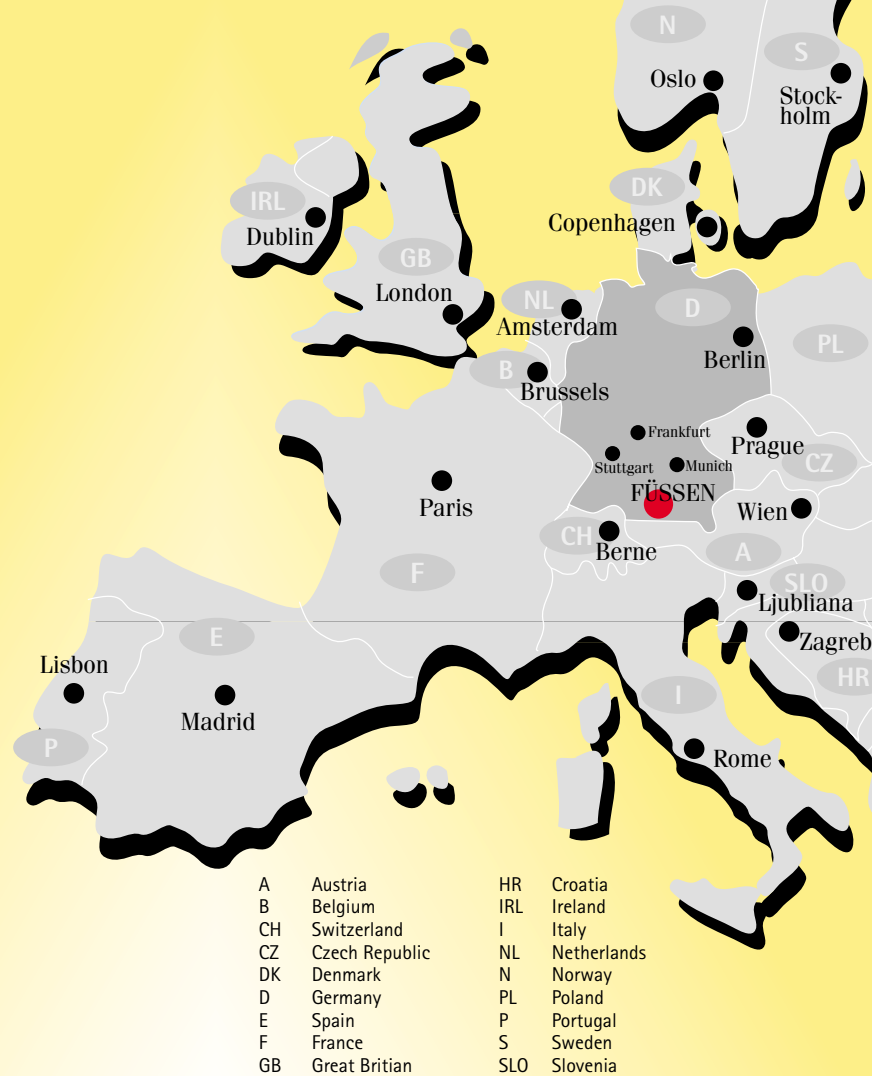 N
S
Oslo
Stock-
holm
DK
IRL
Copenhagen
Dublin
GB
London
NL
D
Amsterdam
PL
Berlin
B
Brussels
Frankfurt
Prague
Stuttgart
Munich
CZ
FÜSSEN
Paris
Wien
CH
Berne
A
F
SLO
Ljubliana
E
Zagreb
Lisbon
HR
I
Madrid
P
Rome
A Austria
B Belgium
CH Switzerland
CZ Czech Republic
DK Denmark
D Germany
E Spain
F France
GB Great Britian
HR Croatia
IRL Ireland
I Italy
NL Netherlands
N Norway
PL Poland
P Portugal
S Sweden
SLO Slovenia